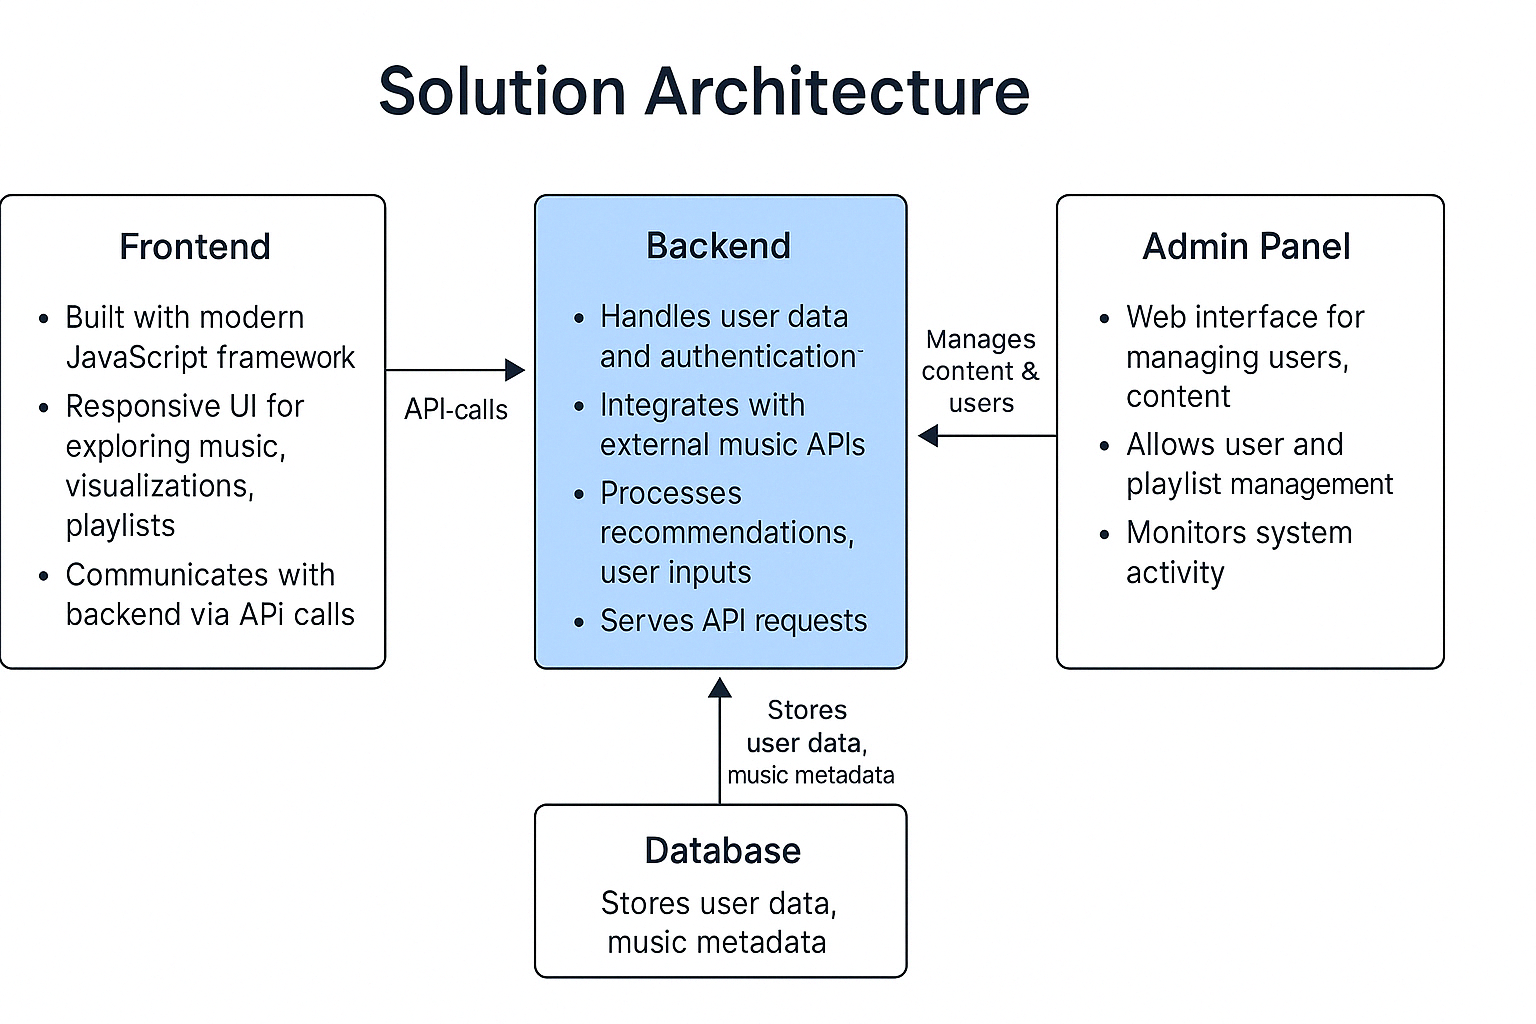 Solution Architecture
Frontend
• Built with modern
JavaScript framework
• Responsive UI for
exploring music,
visualizations,
playlists
• Communicates with
backend via APi calls
API-calls
Backend
• Handles user data
and authentication-
• Integrates with
external music APIs
• Processes
recommendations,
user inputs
• Serves API requests
Manages
content &
users
Admin Panel
• Web interface for
managing users,
content
• Allows user and
playlist management
• Monitors system
activity
Stores
user data,
music metadata
Database
Stores user data,
music metadata